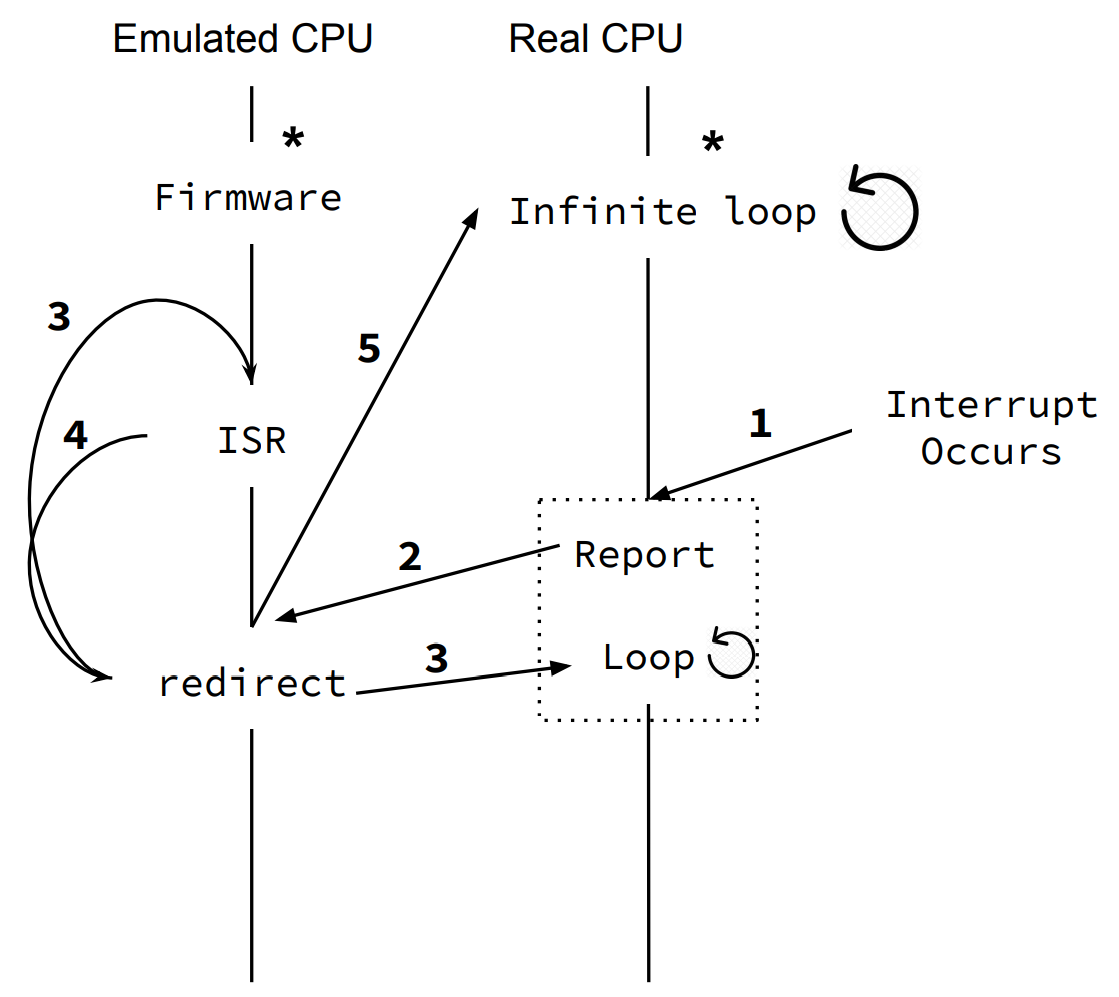 Emulated CPU
Real CPU
*
*
Firmware
Infinite loop
3
5
4
ISR
1
Interrupt
Occurs
2
Report
3
Loop
redirect